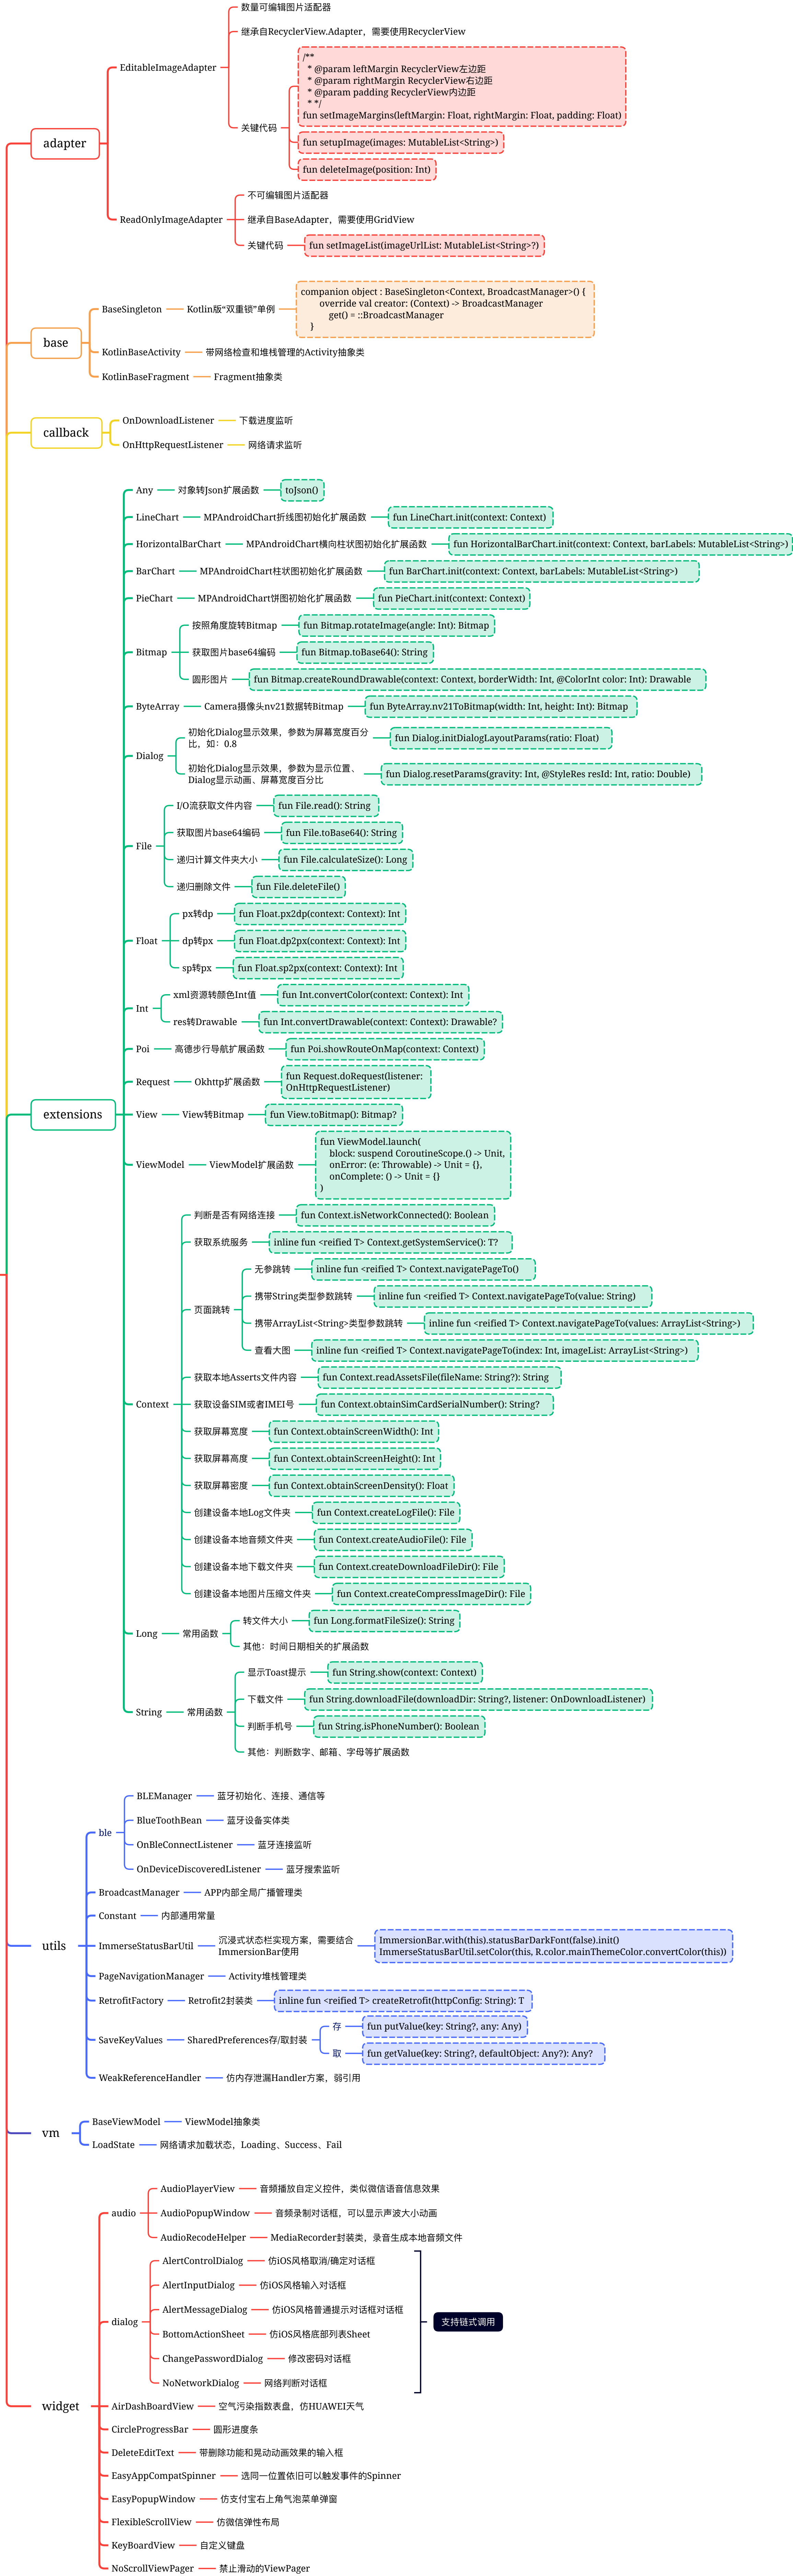 adapter
EditableImageAdapter
数量可编辑图片适配器
继承自RecyclerView.Adapter，需要使用RecyclerView
关键代码
/**
* @param leftMargin RecyclerView左边距
* @param rightMargin RecyclerView右边距
* @param padding RecyclerView内边距
* */
fun setImageMargins(leftMargin: Float, rightMargin: Float, padding: Float)
fun setupImage(images: MutableList<String>)
fun deleteImage(position: Int)
ReadOnlyImageAdapter
不可编辑图片适配器
继承自BaseAdapter，需要使用GridView
关键代码
fun setImageList(imageUrlList: MutableList<String>?)
base
BaseSingleton
Kotlin版“双重锁”单例
companion object : BaseSingleton<Context, BroadcastManager>() {
override val creator: (Context) -> BroadcastManager
get() = ::BroadcastManager
}
KotlinBaseActivity
带网络检查和堆栈管理的Activity抽象类
KotlinBaseFragment
Fragment抽象类
callback
OnDownloadListener
下载进度监听
OnHttpRequestListener
网络请求监听
extensions
Any
对象转Json扩展函数
toJson()
LineChart
MPAndroidChart折线图初始化扩展函数
fun LineChart.init(context: Context)
HorizontalBarChart
MPAndroidChart横向柱状图初始化扩展函数
fun HorizontalBarChart.init(context: Context, barLabels: MutableList<String>)
BarChart
MPAndroidChart柱状图初始化扩展函数
fun BarChart.init(context: Context, barLabels: MutableList<String>)
PieChart
MPAndroidChart饼图初始化扩展函数
fun PieChart.init(context: Context)
Bitmap
按照角度旋转Bitmap
fun Bitmap.rotateImage(angle: Int): Bitmap
获取图片base64编码
fun Bitmap.toBase64(): String
圆形图片
fun Bitmap.createRoundDrawable(context: Context, borderWidth: Int, @ColorInt color: Int): Drawable
ByteArray
Camera摄像头nv21数据转Bitmap
fun ByteArray.nv21ToBitmap(width: Int, height: Int): Bitmap
Dialog
初始化Dialog显示效果，参数为屏幕宽度百分
比，如：0.8
fun Dialog.initDialogLayoutParams(ratio: Float)
初始化Dialog显示效果，参数为显示位置、
Dialog显示动画、屏幕宽度百分比
fun Dialog.resetParams(gravity: Int, @StyleRes resId: Int, ratio: Double)
File
I/O流获取文件内容
fun File.read(): String
获取图片base64编码
fun File.toBase64(): String
递归计算文件夹大小
fun File.calculateSize(): Long
递归删除文件
fun File.deleteFile()
Float
px转dp
fun Float.px2dp(context: Context): Int
dp转px
fun Float.dp2px(context: Context): Int
sp转px
fun Float.sp2px(context: Context): Int
Int
xml资源转颜色Int值
fun Int.convertColor(context: Context): Int
res转Drawable
fun Int.convertDrawable(context: Context): Drawable?
Poi
高德步行导航扩展函数
fun Poi.showRouteOnMap(context: Context)
Request
Okhttp扩展函数
fun Request.doRequest(listener:
OnHttpRequestListener)
View
View转Bitmap
fun View.toBitmap(): Bitmap?
ViewModel
ViewModel扩展函数
fun ViewModel.launch(
block: suspend CoroutineScope.() -> Unit,
onError: (e: Throwable) -> Unit = {},
onComplete: () -> Unit = {}
)
Context
判断是否有网络连接
fun Context.isNetworkConnected(): Boolean
获取系统服务
inline fun <reified T> Context.getSystemService(): T?
页面跳转
无参跳转
inline fun <reified T> Context.navigatePageTo()
携带String类型参数跳转
inline fun <reified T> Context.navigatePageTo(value: String)
携带ArrayList<String>类型参数跳转
inline fun <reified T> Context.navigatePageTo(values: ArrayList<String>)
查看大图
inline fun <reified T> Context.navigatePageTo(index: Int, imageList: ArrayList<String>)
获取本地Asserts文件内容
fun Context.readAssetsFile(fileName: String?): String
获取设备SIM或者IMEI号
fun Context.obtainSimCardSerialNumber(): String?
获取屏幕宽度
fun Context.obtainScreenWidth(): Int
获取屏幕高度
fun Context.obtainScreenHeight(): Int
获取屏幕密度
fun Context.obtainScreenDensity(): Float
创建设备本地Log文件夹
fun Context.createLogFile(): File
创建设备本地音频文件夹
fun Context.createAudioFile(): File
创建设备本地下载文件夹
fun Context.createDownloadFileDir(): File
创建设备本地图片压缩文件夹
fun Context.createCompressImageDir(): File
Long
常用函数
转文件大小
fun Long.formatFileSize(): String
其他：时间日期相关的扩展函数
String
常用函数
显示Toast提示
fun String.show(context: Context)
下载文件
fun String.downloadFile(downloadDir: String?, listener: OnDownloadListener)
判断手机号
fun String.isPhoneNumber(): Boolean
其他：判断数字、邮箱、字母等扩展函数
utils
ble
BLEManager
蓝牙初始化、连接、通信等
BlueToothBean
蓝牙设备实体类
OnBleConnectListener
蓝牙连接监听
OnDeviceDiscoveredListener
蓝牙搜索监听
BroadcastManager
APP内部全局广播管理类
Constant
内部通用常量
ImmerseStatusBarUtil
沉浸式状态栏实现方案，需要结合
ImmersionBar使用
ImmersionBar.with(this).statusBarDarkFont(false).init()
ImmerseStatusBarUtil.setColor(this, R.color.mainThemeColor.convertColor(this))
PageNavigationManager
Activity堆栈管理类
RetrofitFactory
Retrofit2封装类
inline fun <reified T> createRetrofit(httpConfig: String): T
SaveKeyValues
SharedPreferences存/取封装
存
fun putValue(key: String?, any: Any)
取
fun getValue(key: String?, defaultObject: Any?): Any?
WeakReferenceHandler
仿内存泄漏Handler方案，弱引用
vm
BaseViewModel
ViewModel抽象类
LoadState
网络请求加载状态，Loading、Success、Fail
widget
audio
AudioPlayerView
音频播放自定义控件，类似微信语音信息效果
AudioPopupWindow
音频录制对话框，可以显示声波大小动画
AudioRecodeHelper
MediaRecorder封装类，录音生成本地音频文件
dialog
AlertControlDialog
仿iOS风格取消/确定对话框
AlertInputDialog
仿iOS风格输入对话框
AlertMessageDialog
仿iOS风格普通提示对话框对话框
BottomActionSheet
仿iOS风格底部列表Sheet
ChangePasswordDialog
修改密码对话框
NoNetworkDialog
网络判断对话框
支持链式调用
AirDashBoardView
空气污染指数表盘，仿HUAWEI天气
CircleProgressBar
圆形进度条
DeleteEditText
带删除功能和晃动动画效果的输入框
EasyAppCompatSpinner
选同一位置依旧可以触发事件的Spinner
EasyPopupWindow
仿支付宝右上角气泡菜单弹窗
FlexibleScrollView
仿微信弹性布局
KeyBoardView
自定义键盘
NoScrollViewPager
禁止滑动的ViewPager